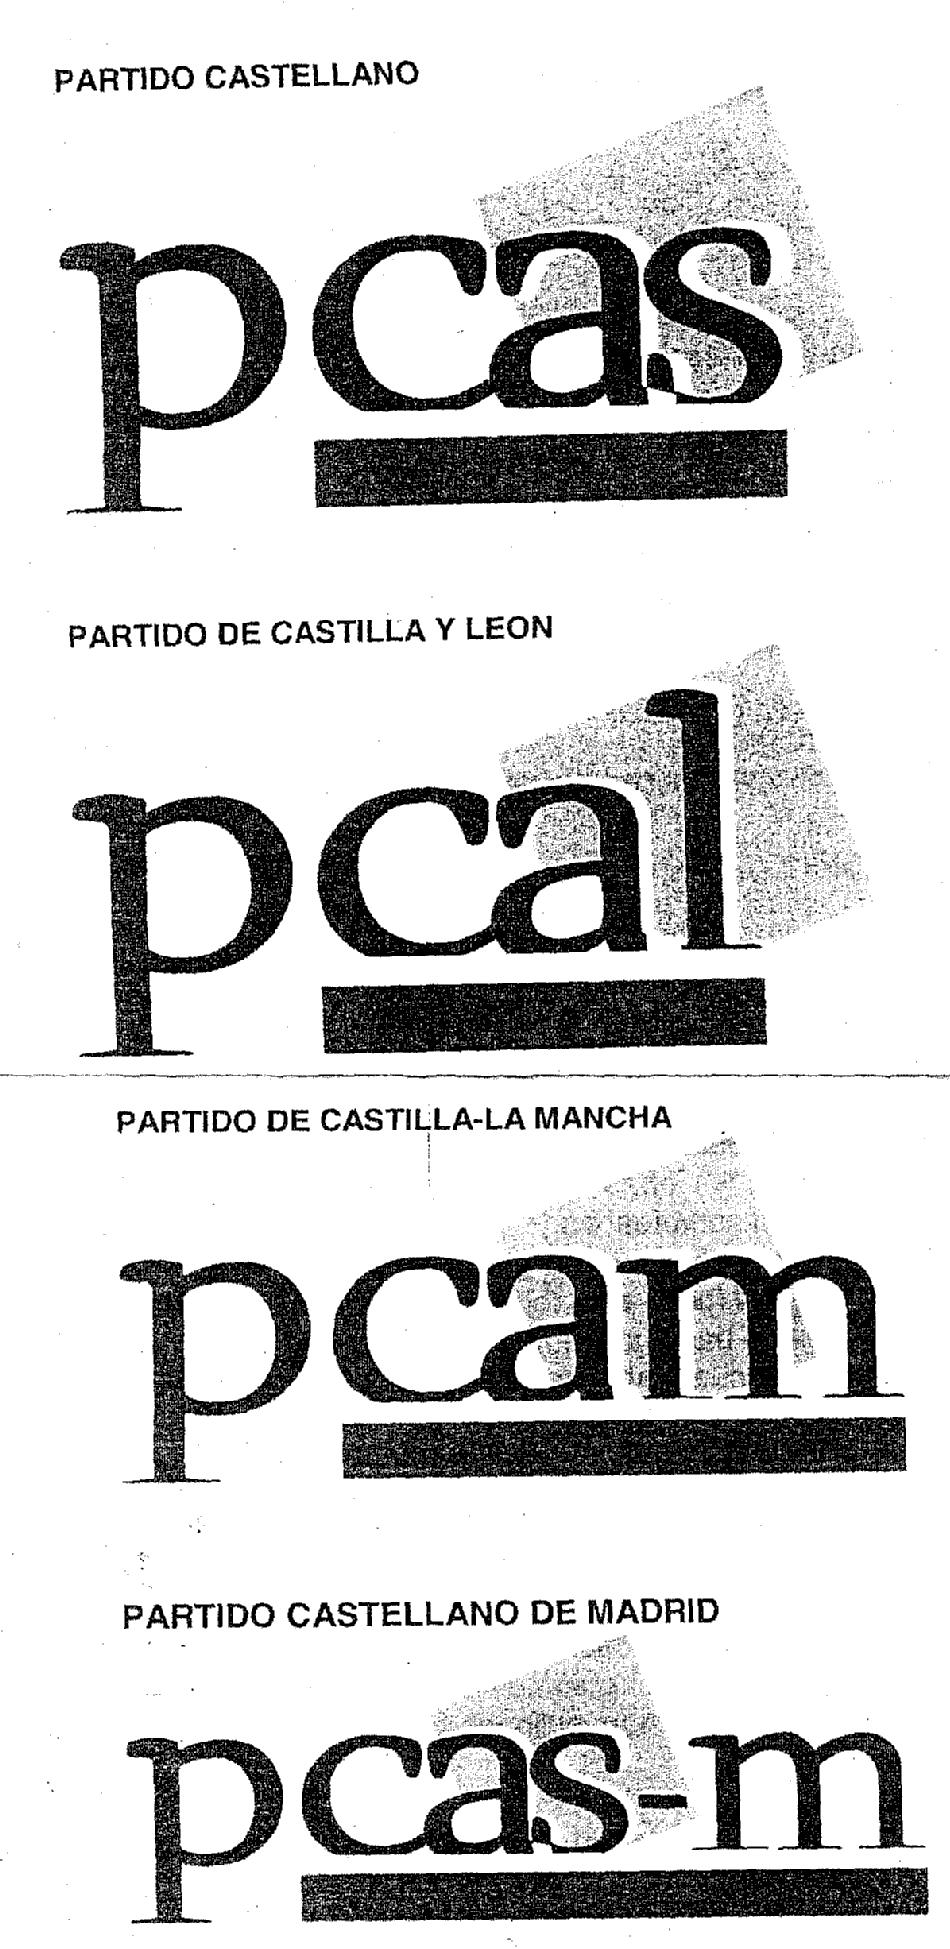 PARTIDO CASTELLANO
pcas
PARTIDO DE CASTILLA Y LEON
pcal
PARTIDO DE CASTILLA-LA MANCHA
pcam
PARTIDO CASTELLANO DE MADRID
pcas-m